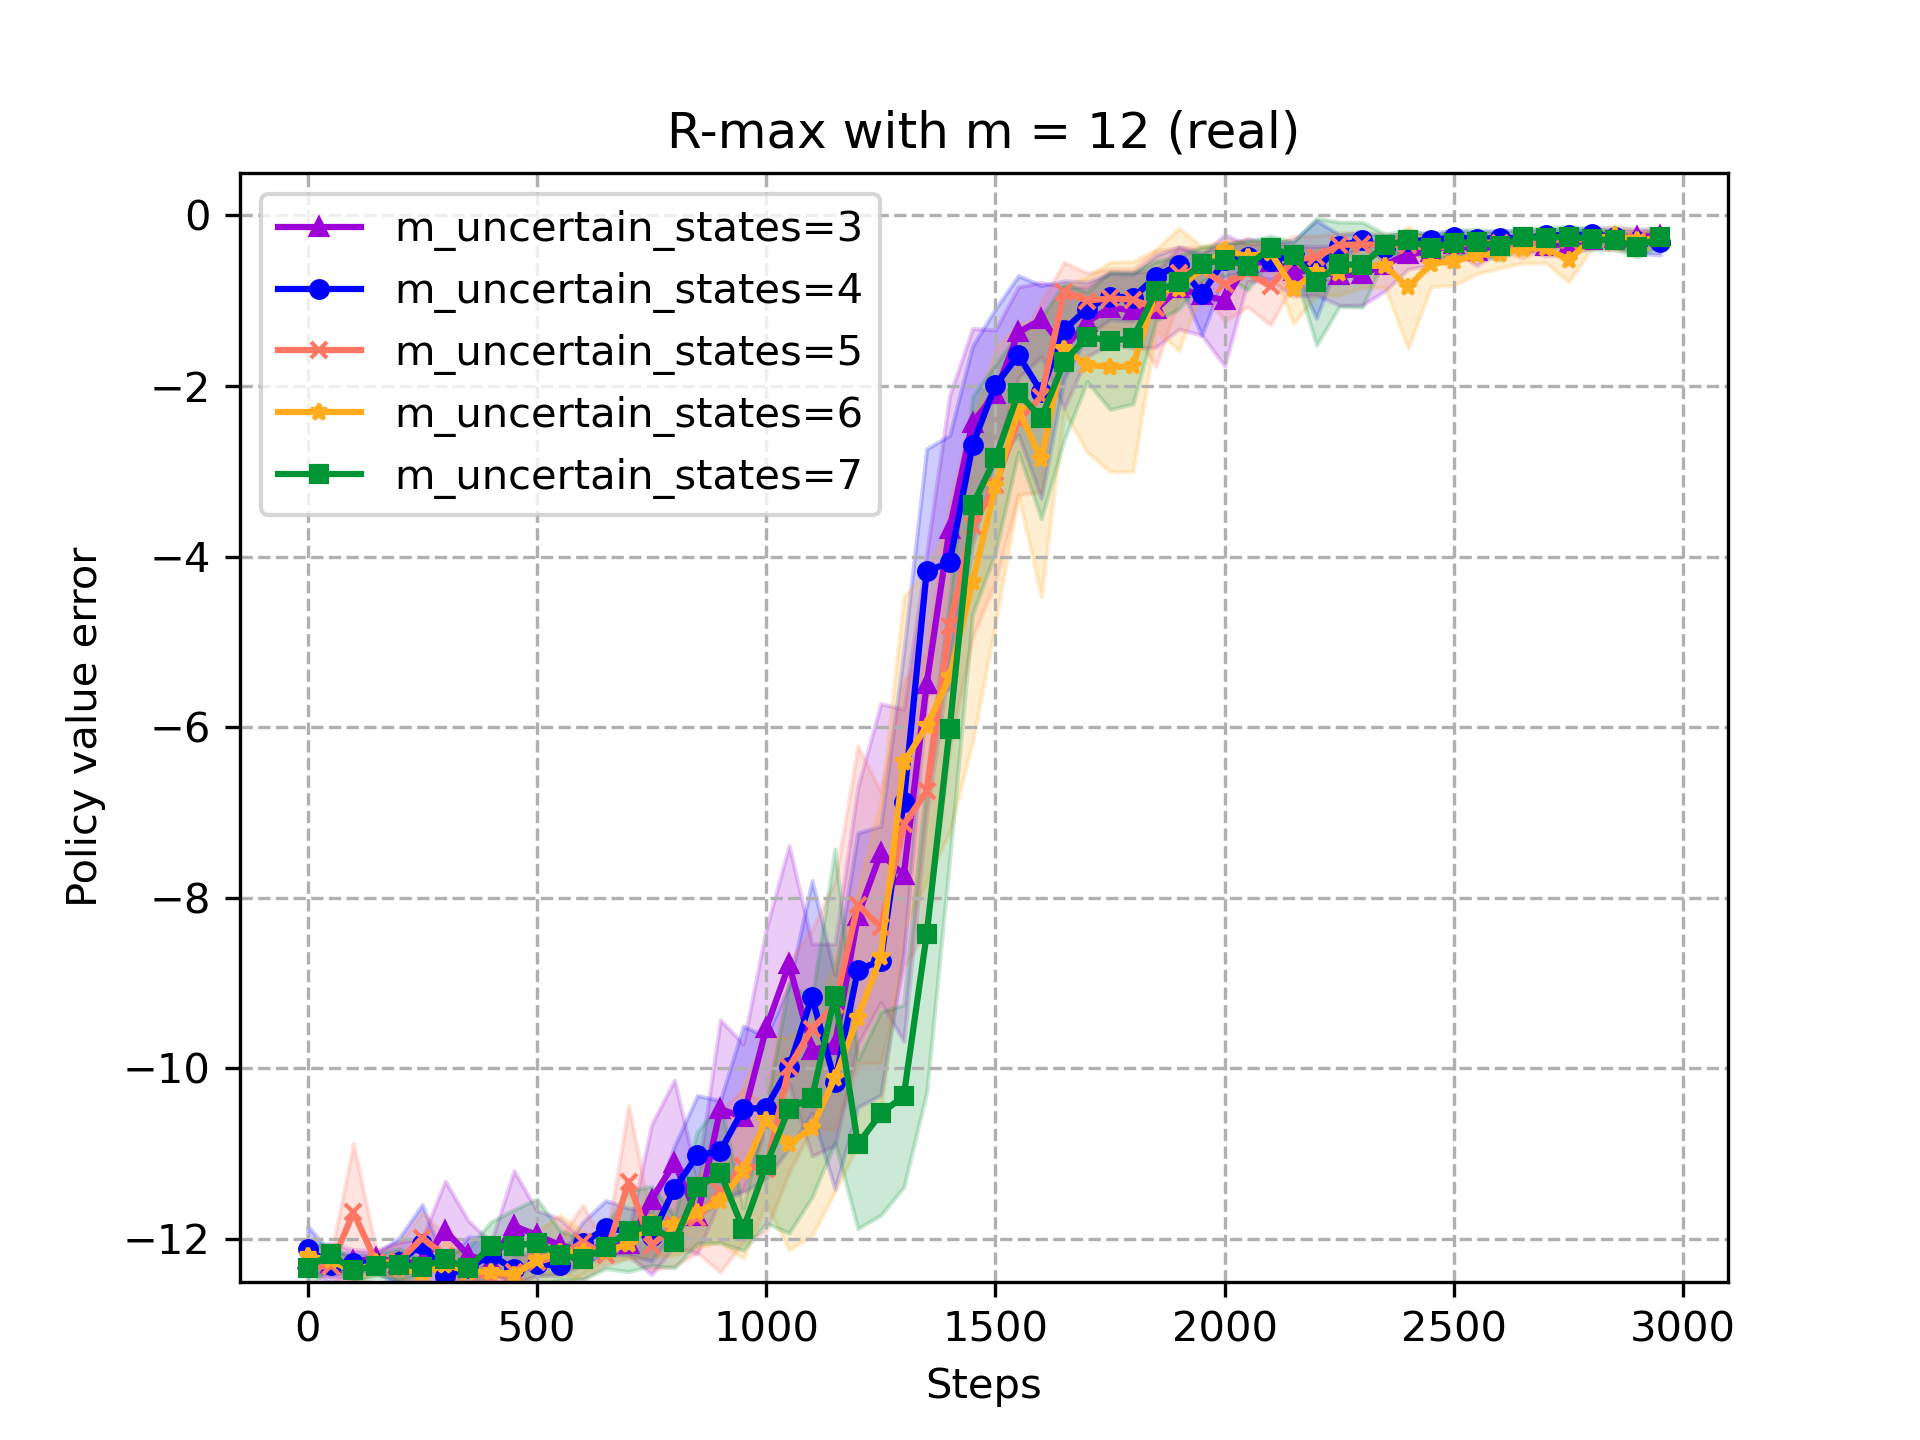 R-max with m = 12 (real)
m_uncertain_states=3
m_uncertain_states=4
m_uncertain_states=5
m_uncertain_states=6
m_uncertain_states=7
Policy value error
0
−2
−4
−6
−8
−10
−12
0 500 1000 1500 2000 2500 3000
Steps